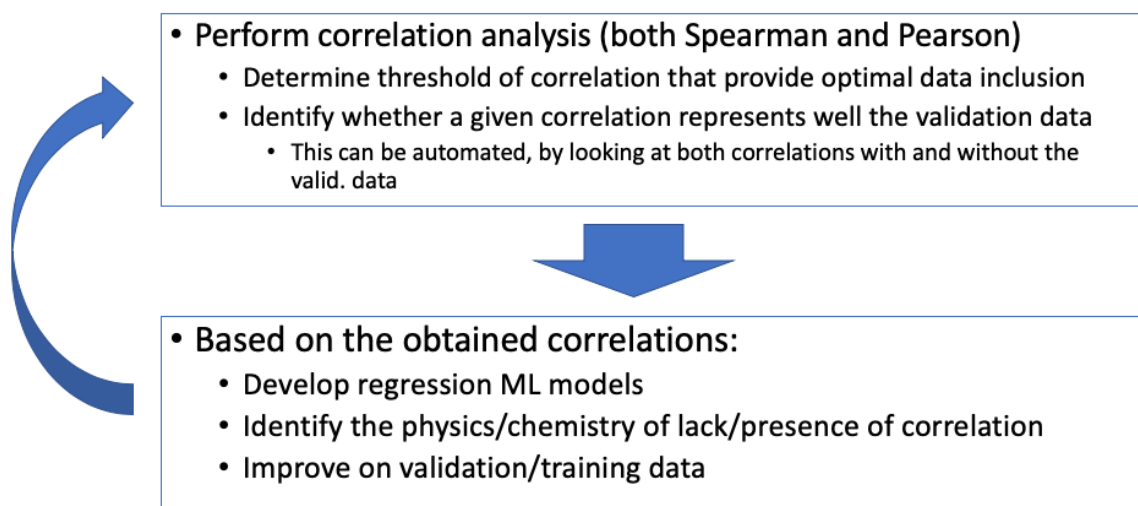 • Perform correlation analysis (both Spearman and Pearson)
• Determine threshold of correlation that provide optimal data inclusion
• Identify whether a given correlation represents well the validation data
• This can be automated, by looking at both correlations with and without the
valid. data
• Based on the obtained correlations:
• Develop regression ML models
• Identify the physics/chemistry of lack/presence of correlation
• Improve on validation/training data